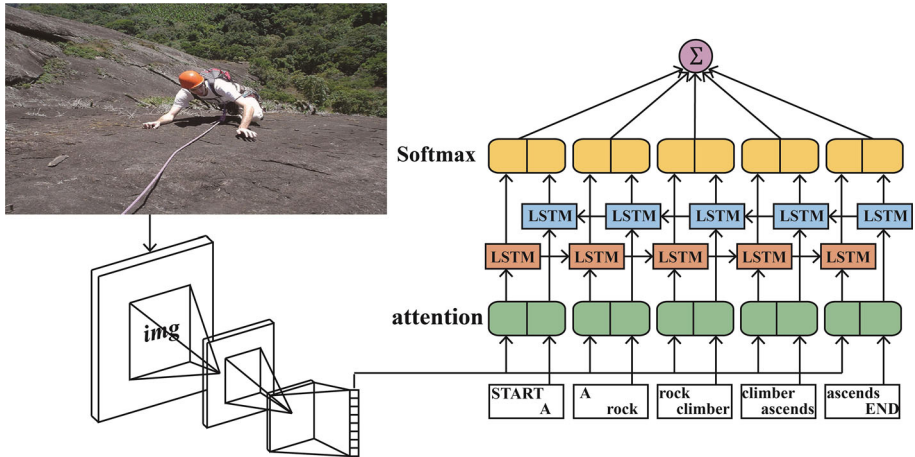 Σ
Softmax
LSTM LSTM LSTM LSTM LSTM
LSTM LSTM LSTM LSTM LSTM
img
attention
START A rock climber ascends
A rock climber ascends END